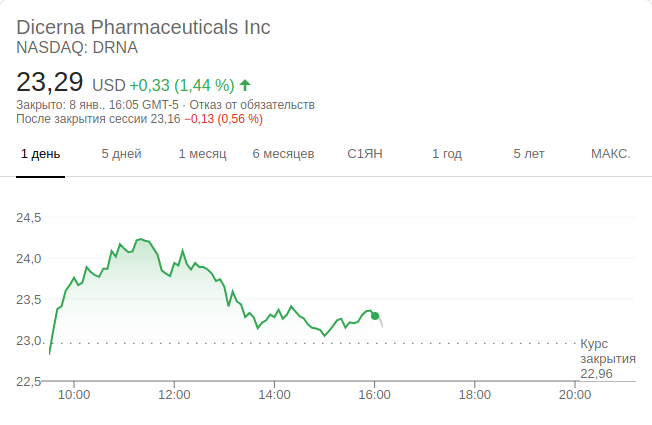 Dicerna Pharmaceuticals Inc
NASDAQ: DRNA
23,29 USD +0,33 (1,44 %)
Закрыто: 8 янв., 16:05 GMT-5 · Отказ от обязательств
После закрытия сессии 23,16 −0,13 (0,56 %)
1 день 5 дней 1 месяц 6 месяцев С1ЯН 1 год 5 лет МАКС.
24,5
24,0
23,5
23,0
Курс
закрытия
22,96
22,5
10:00 12:00 14:00 16:00 18:00 20:00